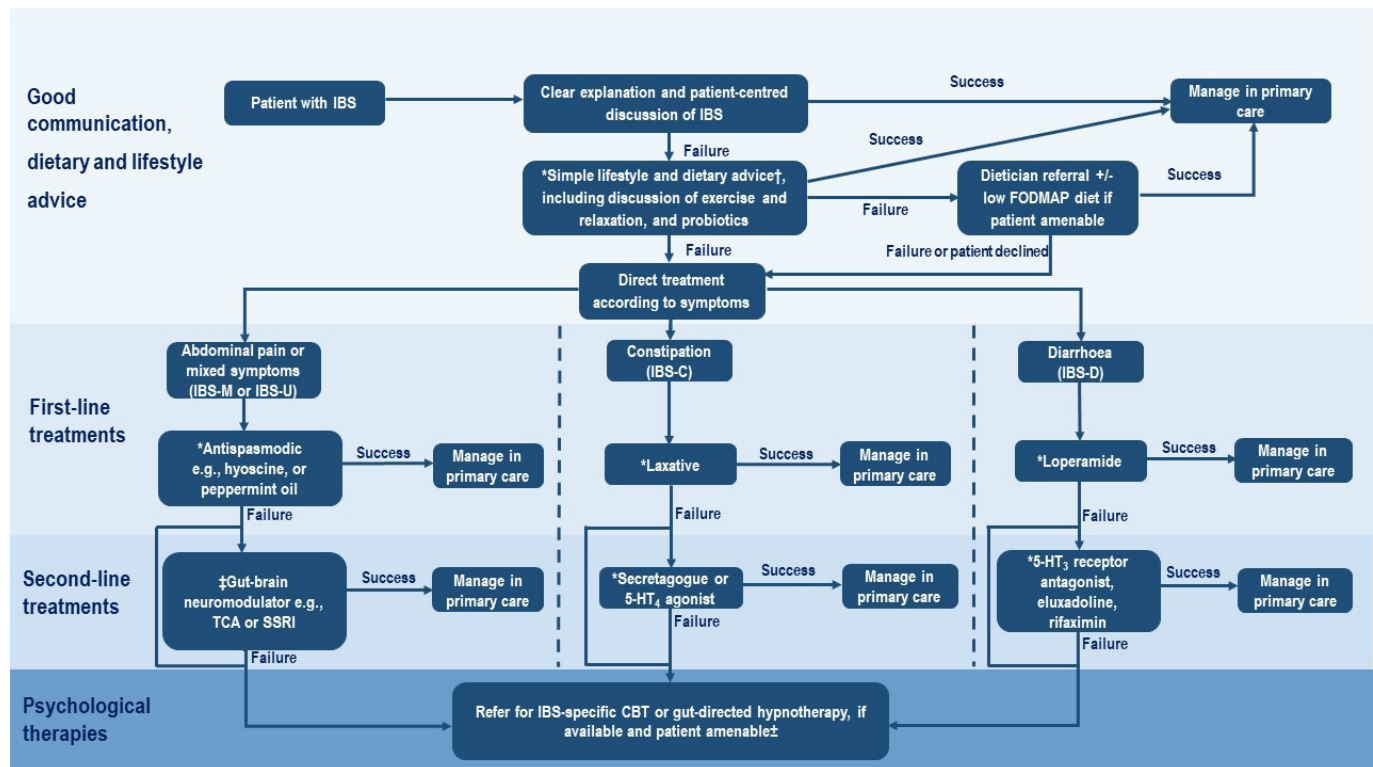 Good
communication,
dietary and lifestyle
advice
Patient with IBS
Clear explanation and patient-centred
discussion of IBS
Success
Manage in primary
care
Failure
Success
*Simple lifestyle and dietary advice†,
including discussion of exercise and
relaxation, and probiotics
Failure
Dietician referral +/-
low FODMAP diet if
patient amenable
Success
Failure
Failure or patient declined
Direct treatment
according to symptoms
First-line
treatments
Abdominal pain or
mixed symptoms
(IBS-M or IBS-U)
*Antispasmodic
e.g., hyoscine, or
peppermint oil
Success
Manage in
primary care
Failure
Constipation
(IBS-C)
*Laxative
Success
Manage in
primary care
Failure
Diarrhoea
(IBS-D)
*Loperamide
Success
Manage in
primary care
Failure
Second-line
treatments
‡Gut-brain
neuromodulator e.g.,
TCA or SSRI
Success
Manage in
primary care
Failure
*Secretagogue or
5-HT4 agonist
Success
Manage in
primary care
Failure
*5-HT3 receptor
antagonist,
eluxadoline,
rifaximin
Success
Manage in
primary care
Failure
Psychological
therapies
Refer for IBS-specific CBT or gut-directed hypnotherapy, if
available and patient amenable±